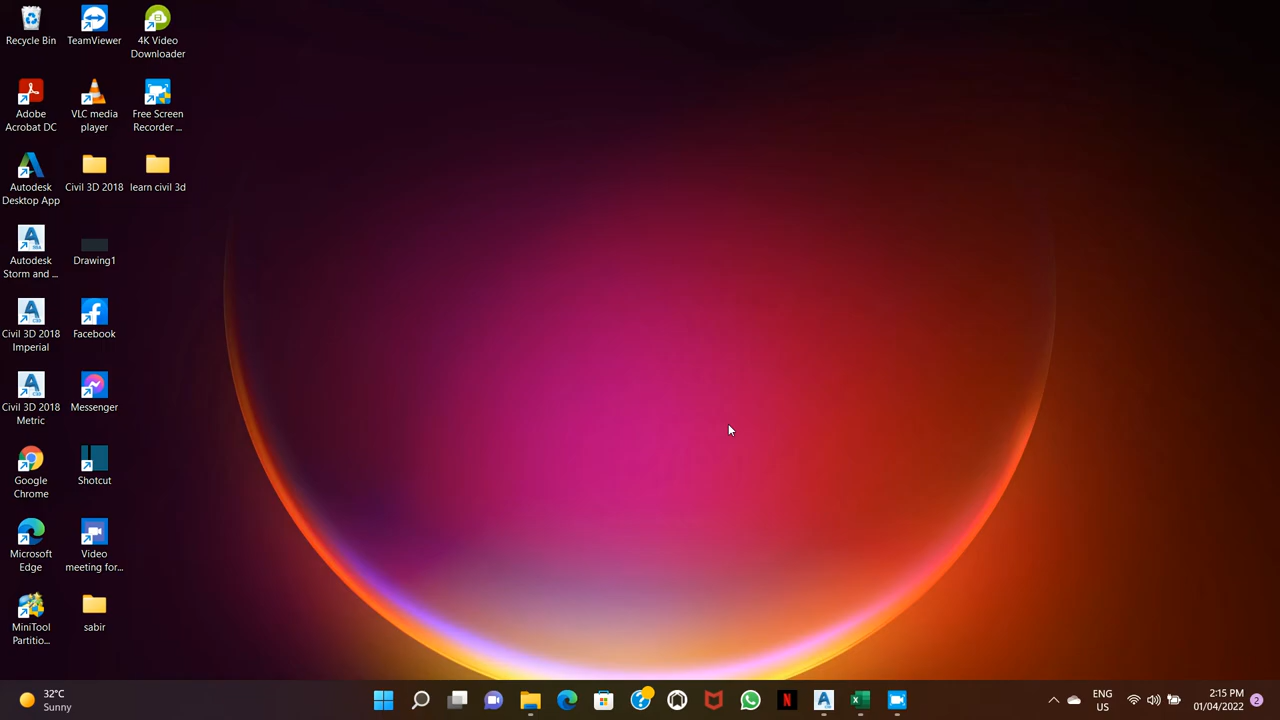 Recycle Bin
TeamViewer
4K Video
Downloader
Adobe
Acrobat DC
VLC media
player
Free Screen
Recorder ...
Autodesk
Desktop App
Civil 3D 2018
learn civil 3d
Autodesk
Storm and ...
Drawing1
Civil 3D 2018
Imperial
Facebook
Civil 3D 2018
Metric
Messenger
Google
Chrome
Shotcut
Microsoft
Edge
Video
meeting for...
MiniTool
Partitio...
sabir
32°C
Sunny
ENG
US
2:15 PM
01/04/2022
2